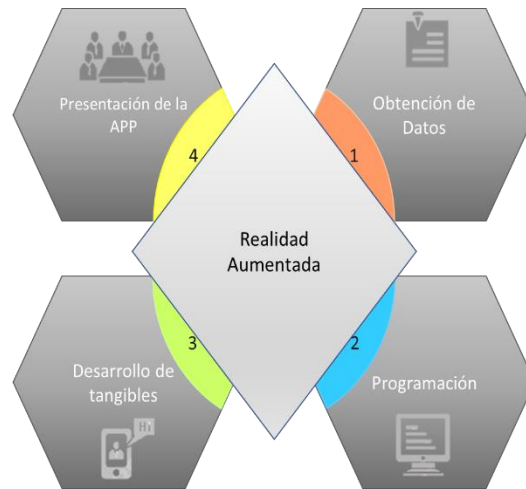 Presentación de la
APP
4
Obtención de
Datos
1
Realidad
Aumentada
3
Desarrollo de
tangibles
Hi
2
Programación